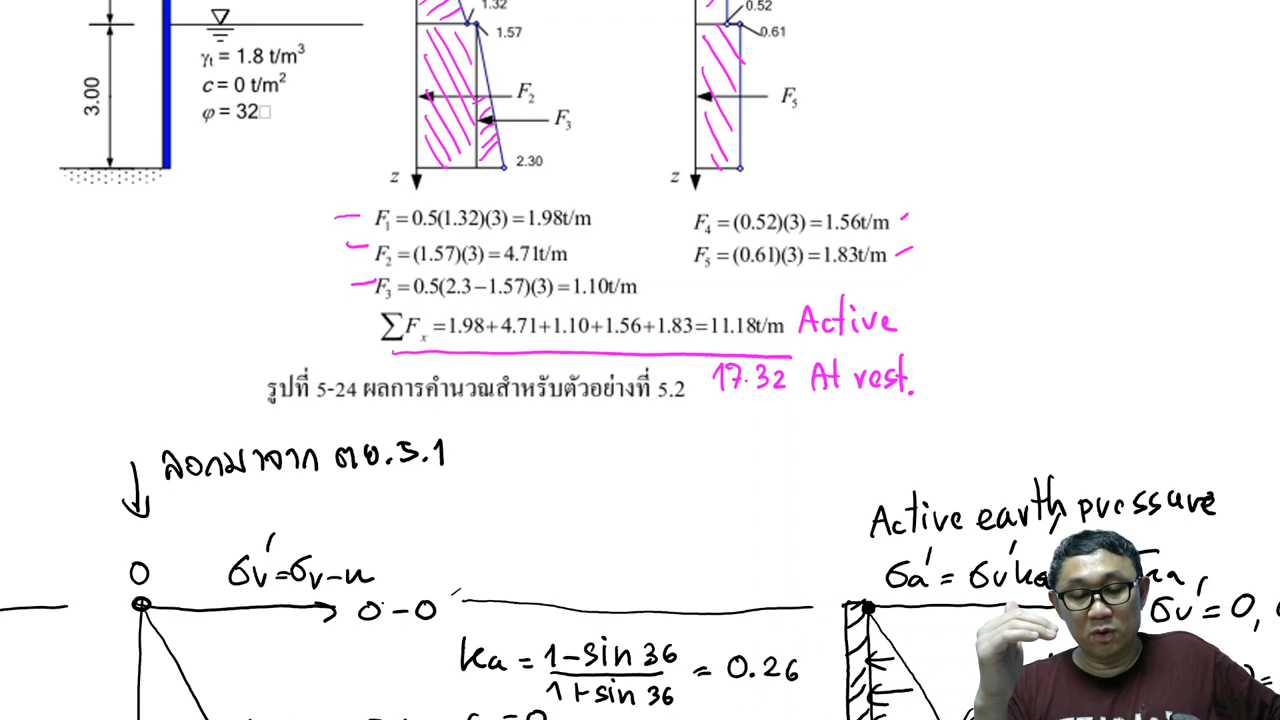 1.32
0.52
1.57
0.61
γt = 1.8 t/m³
c = 0 t/m²
φ = 32□
3.00
F₂
F₃
F₅
2.30
z
z
F₁ = 0.5(1.32)(3) = 1.98t/m
F₄ = (0.52)(3) = 1.56t/m
F₂ = (1.57)(3) = 4.71t/m
F₅ = (0.61)(3) = 1.83t/m
F₃ = 0.5(2.3−1.57)(3) = 1.10t/m
∑Fₓ = 1.98+4.71+1.10+1.56+1.83 = 11.18t/m Active
17.32 At rest.
รูปที่ 5-24 ผลการคำนวณสำหรับตัวอย่างที่ 5.2
ลอกมาจาก ตย.5.1
Active earth pressure
0
σv' = σv-u
σa' = σv'ka
σv' = 0,
0-0
ka = 1-sin 36 / 1+sin 36 = 0.26